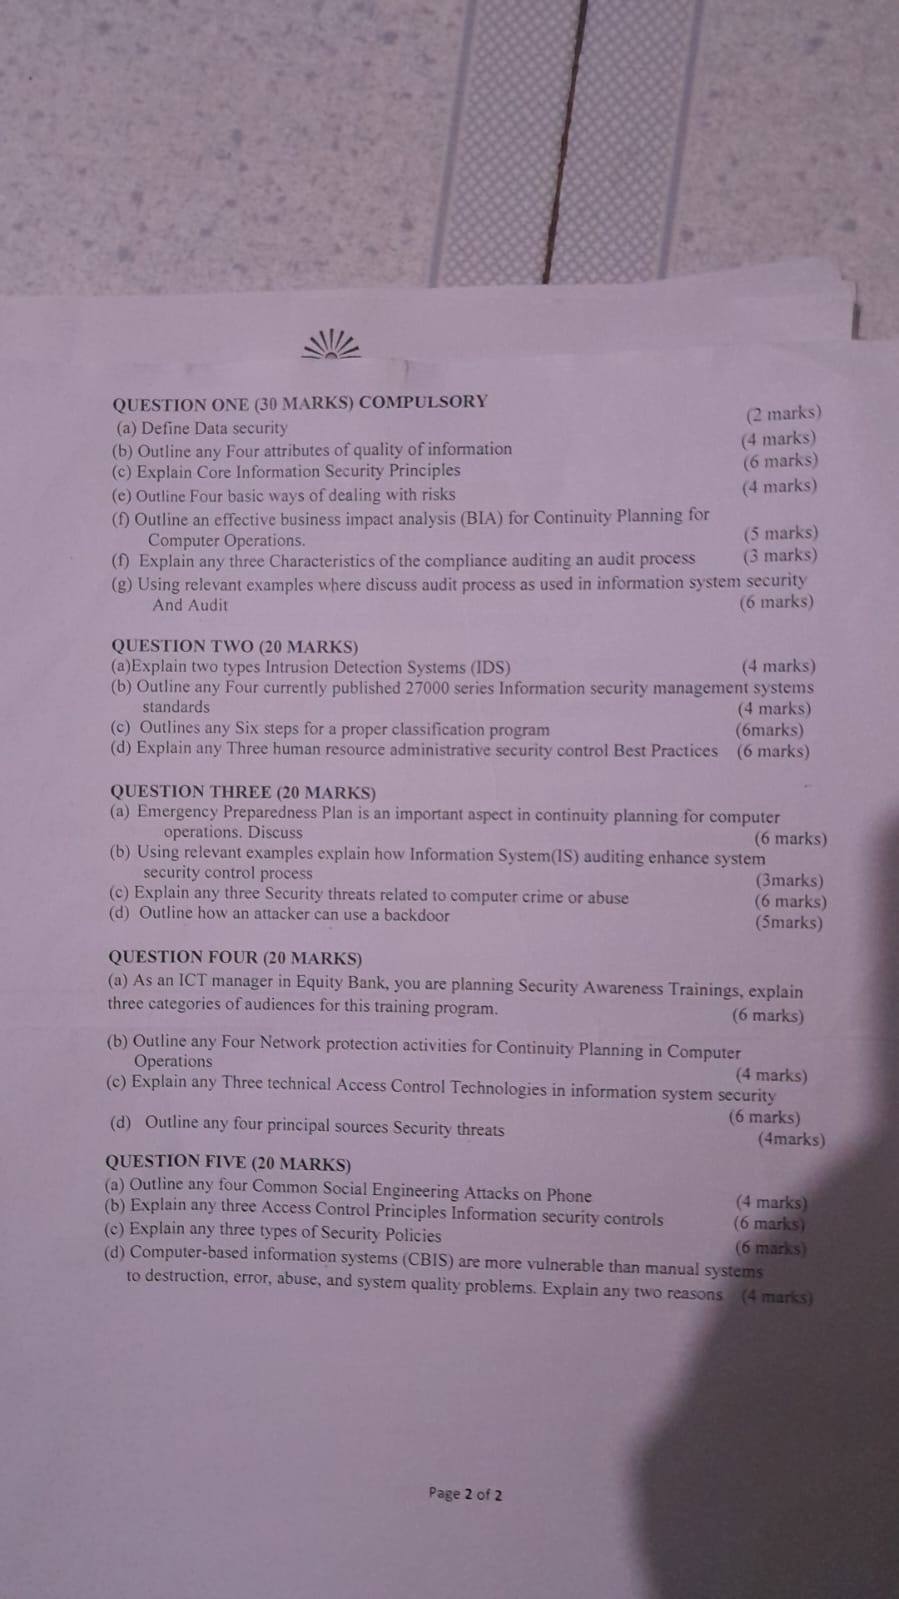 QUESTION ONE (30 MARKS) COMPULSORY
(a) Define Data security (2 marks)
(b) Outline any Four attributes of quality of information (4 marks)
(c) Explain Core Information Security Principles (6 marks)
(e) Outline Four basic ways of dealing with risks (4 marks)
(f) Outline an effective business impact analysis (BIA) for Continuity Planning for
Computer Operations. (5 marks)
(f) Explain any three Characteristics of the compliance auditing an audit process (3 marks)
(g) Using relevant examples where discuss audit process as used in information system security
And Audit (6 marks)
QUESTION TWO (20 MARKS)
(a)Explain two types Intrusion Detection Systems (IDS) (4 marks)
(b) Outline any Four currently published 27000 series Information security management systems
standards (4 marks)
(c) Outlines any Six steps for a proper classification program (6marks)
(d) Explain any Three human resource administrative security control Best Practices (6 marks)
QUESTION THREE (20 MARKS)
(a) Emergency Preparedness Plan is an important aspect in continuity planning for computer
operations. Discuss (6 marks)
(b) Using relevant examples explain how Information System(IS) auditing enhance system
security control process (3marks)
(c) Explain any three Security threats related to computer crime or abuse (6 marks)
(d) Outline how an attacker can use a backdoor (5marks)
QUESTION FOUR (20 MARKS)
(a) As an ICT manager in Equity Bank, you are planning Security Awareness Trainings, explain
three categories of audiences for this training program. (6 marks)
(b) Outline any Four Network protection activities for Continuity Planning in Computer
Operations (4 marks)
(c) Explain any Three technical Access Control Technologies in information system security
(6 marks)
(d) Outline any four principal sources Security threats (4marks)
QUESTION FIVE (20 MARKS)
(a) Outline any four Common Social Engineering Attacks on Phone (4 marks)
(b) Explain any three Access Control Principles Information security controls (6 marks)
(c) Explain any three types of Security Policies (6 marks)
(d) Computer-based information systems (CBIS) are more vulnerable than manual systems
to destruction, error, abuse, and system quality problems. Explain any two reasons (4 marks)
Page 2 of 2